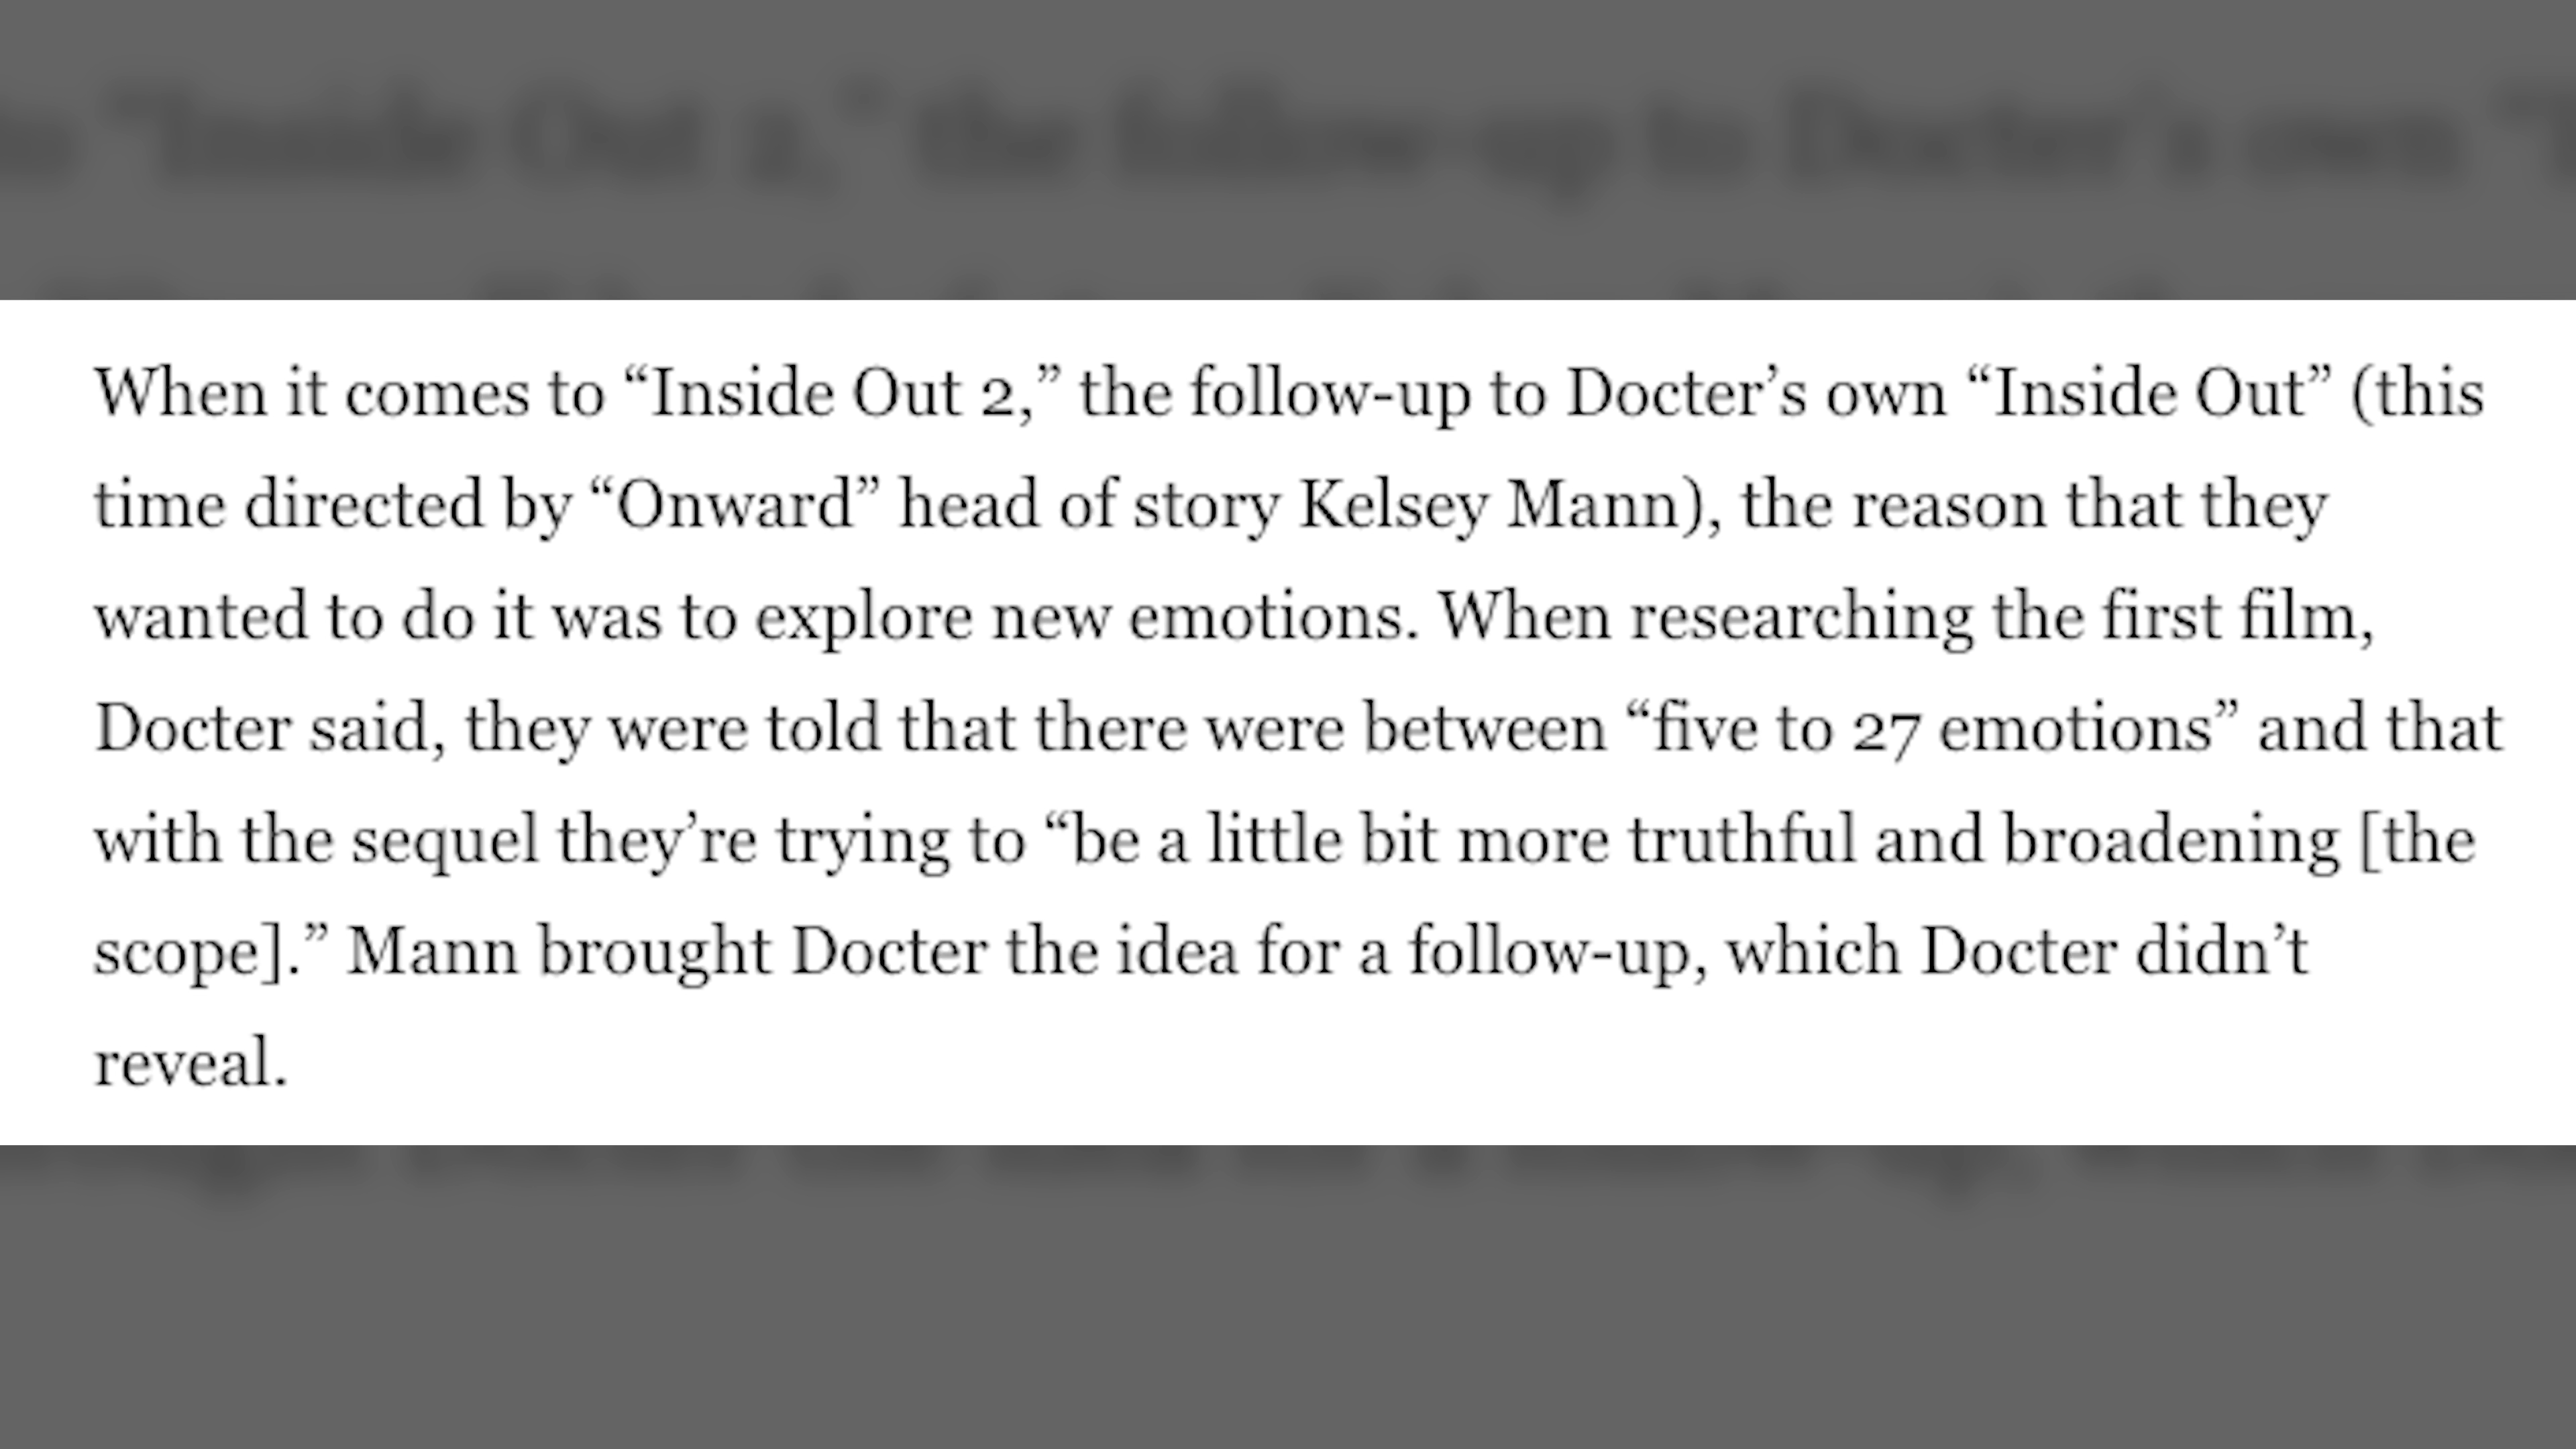 When it comes to “Inside Out 2,” the follow-up to Docter’s own “Inside Out” (this
time directed by “Onward” head of story Kelsey Mann), the reason that they
wanted to do it was to explore new emotions. When researching the first film,
Docter said, they were told that there were between “five to 27 emotions” and that
with the sequel they’re trying to “be a little bit more truthful and broadening [the
scope].” Mann brought Docter the idea for a follow-up, which Docter didn’t
reveal.